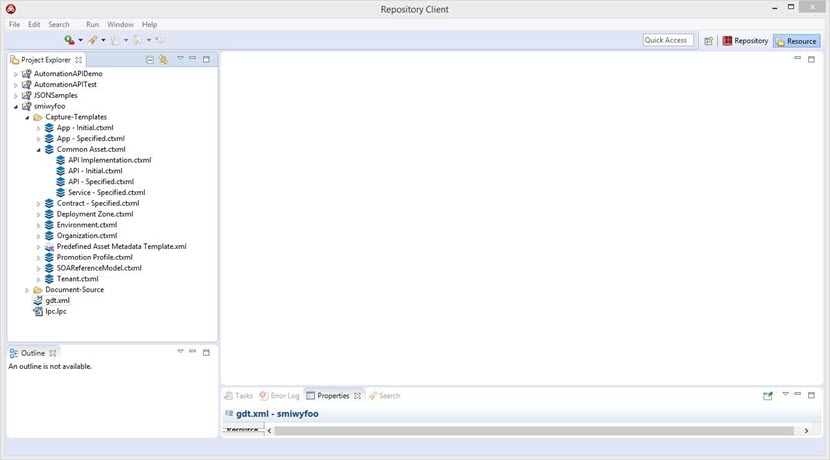 Repository Client
File Edit Search Run Window Help
Quick Access
Repository
Resource
Project Explorer
AutomationAPIDemo
AutomationAPITest
JSONSamples
smiwyfoo
Capture-Templates
App - Initial.ctxml
App - Specified.ctxml
Common Asset.ctxml
API Implementation.ctxml
API - Initial.ctxml
API - Specified.ctxml
Service - Specified.ctxml
Contract - Specified.ctxml
Deployment Zone.ctxml
Environment.ctxml
Organization.ctxml
Predefined Asset Metadata Template.xml
Promotion Profile.ctxml
SOAReferenceModel.ctxml
Tenant.ctxml
Document-Source
gdt.xml
lpc.lpc
Outline
An outline is not available.
Tasks Error Log Properties Search
gdt.xml - smiwyfoo
Resource